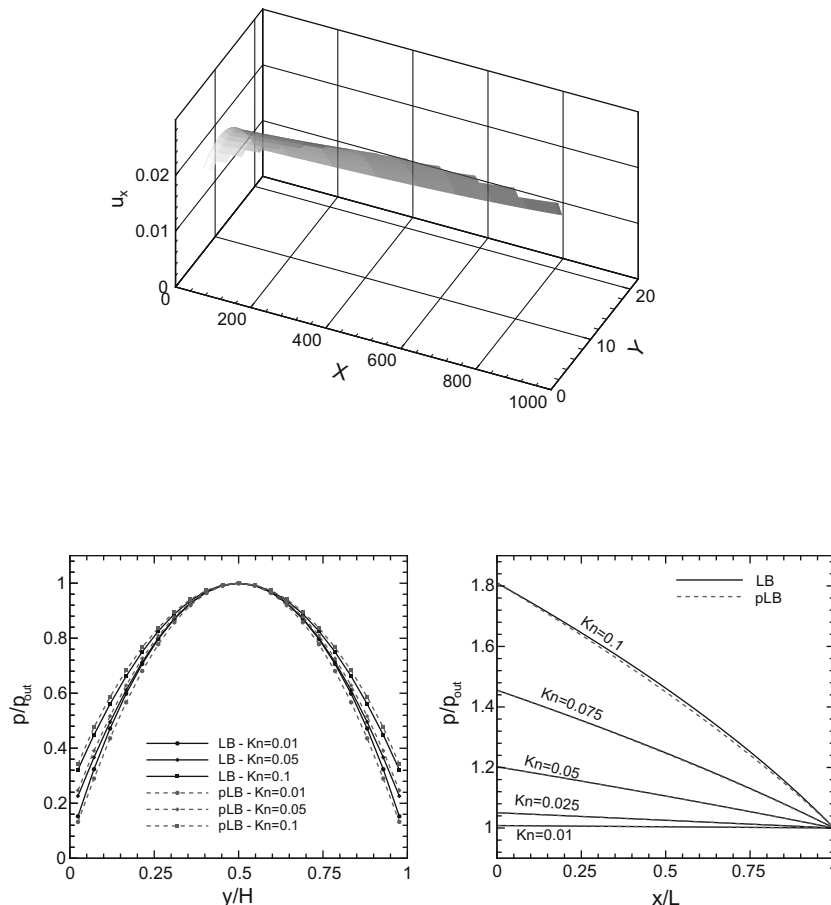 0.02
0.01
0
u_x
0
200
400
600
800
1000
X
0
10
20
Y
p/p_out
1
0.8
0.6
0.4
0.2
0
LB - Kn=0.01
LB - Kn=0.05
LB - Kn=0.1
pLB - Kn=0.01
pLB - Kn=0.05
pLB - Kn=0.1
0
0.25
0.5
0.75
1
y/H
p/p_out
1.8
1.6
1.4
1.2
1
LB
pLB
Kn=0.1
Kn=0.075
Kn=0.05
Kn=0.025
Kn=0.01
0
0.25
0.5
0.75
x/L